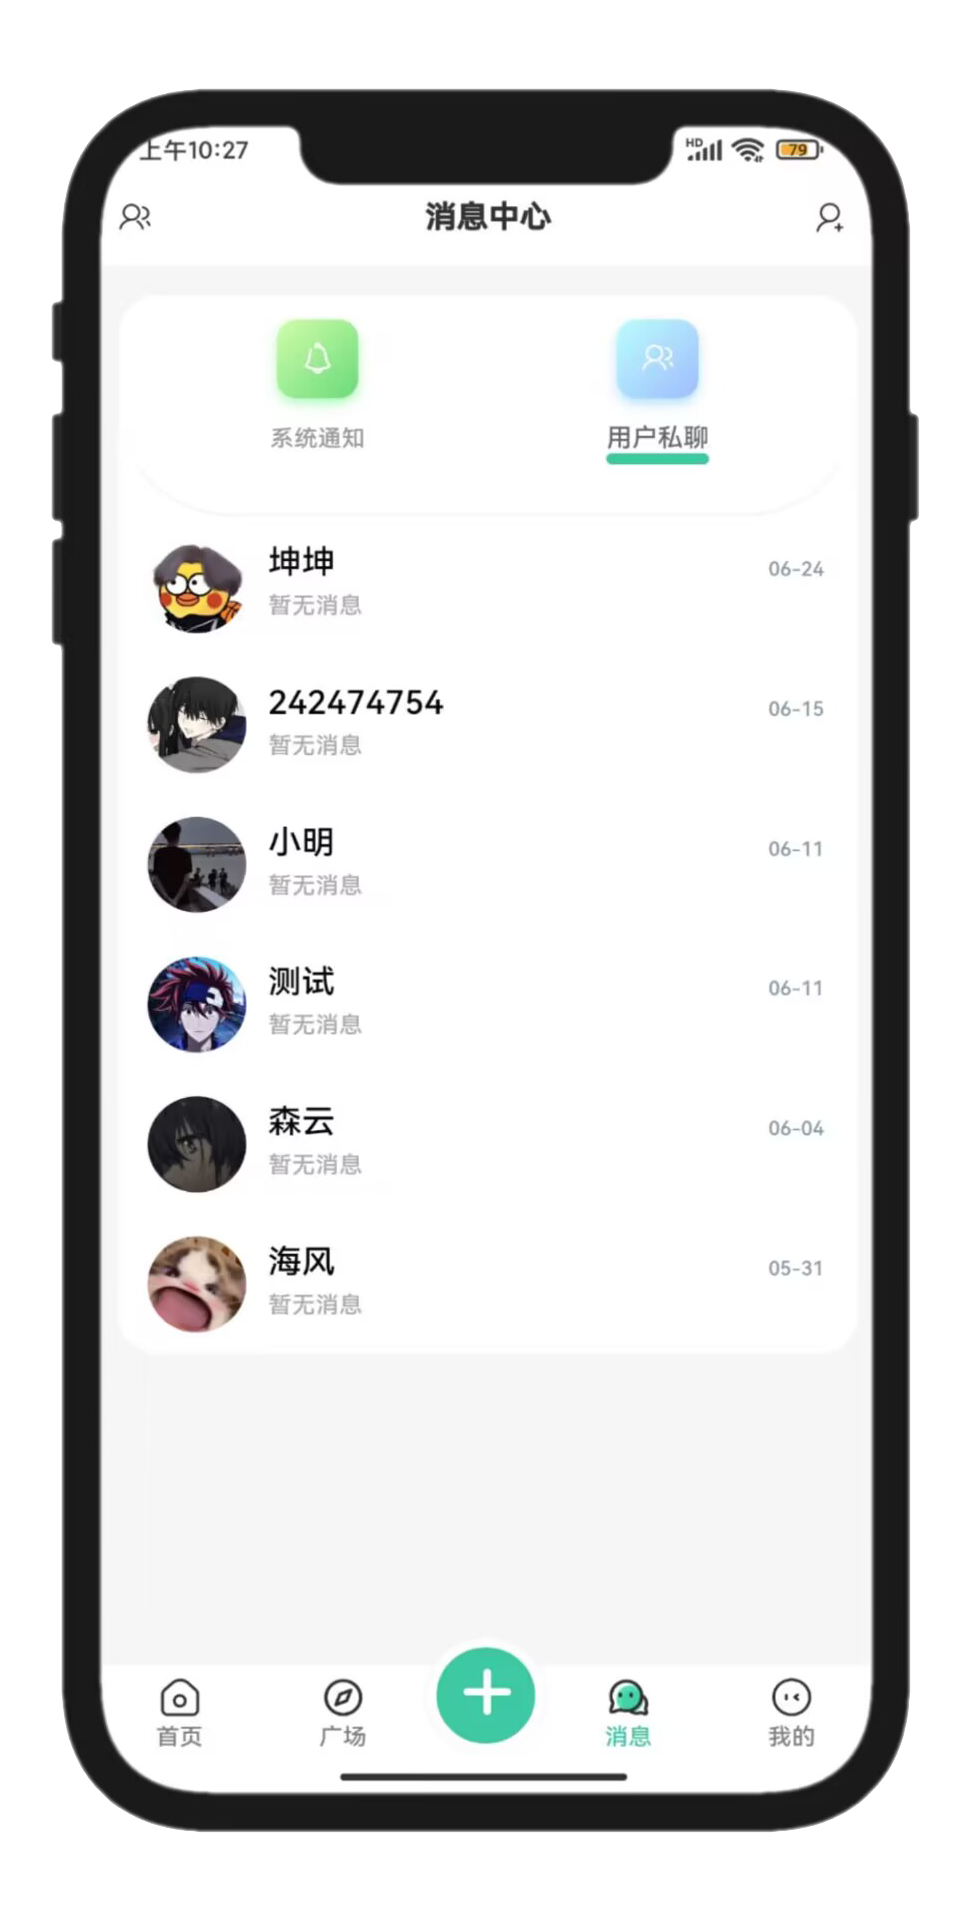 上午10:27
HD
79
消息中心
系统通知
用户私聊
坤坤
06-24
暂无消息
242474754
06-15
暂无消息
小明
06-11
暂无消息
测试
06-11
暂无消息
森云
06-04
暂无消息
海风
05-31
暂无消息
首页
广场
消息
我的